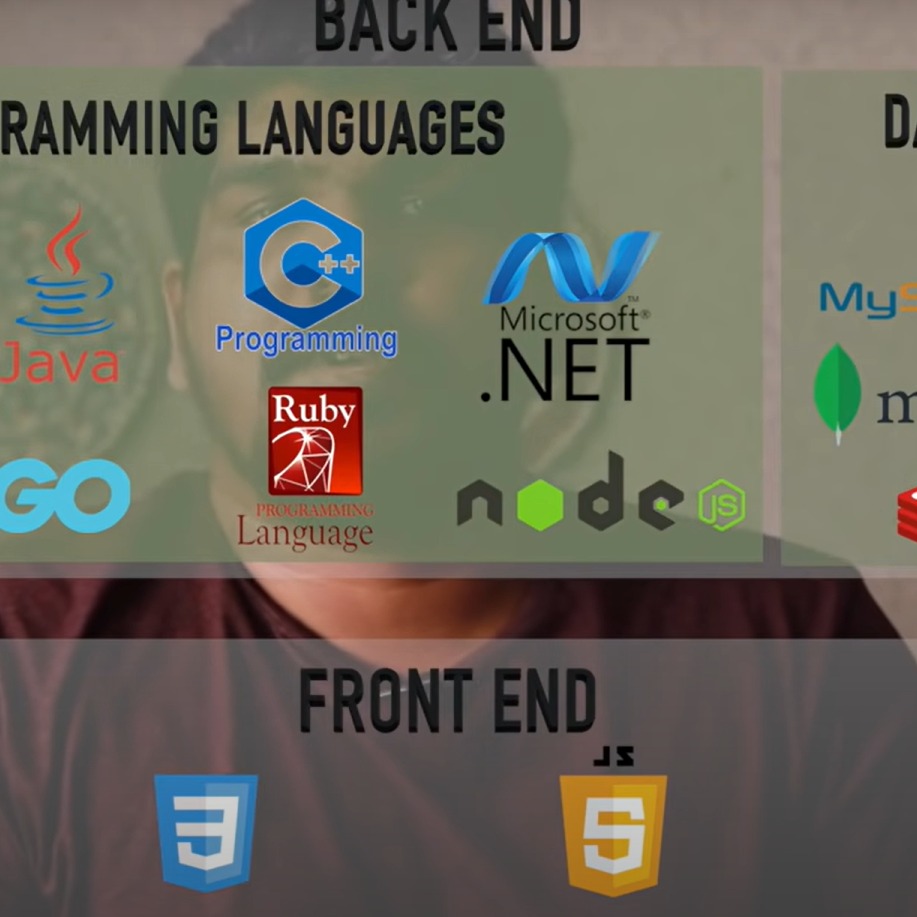 BACK END
RAMMING LANGUAGES
DA
Java
C++
Programming
Microsoft®
.NET
MyS
m
GO
Ruby
PROGRAMMING
Language
node
JS
FRONT END
JS
3
5